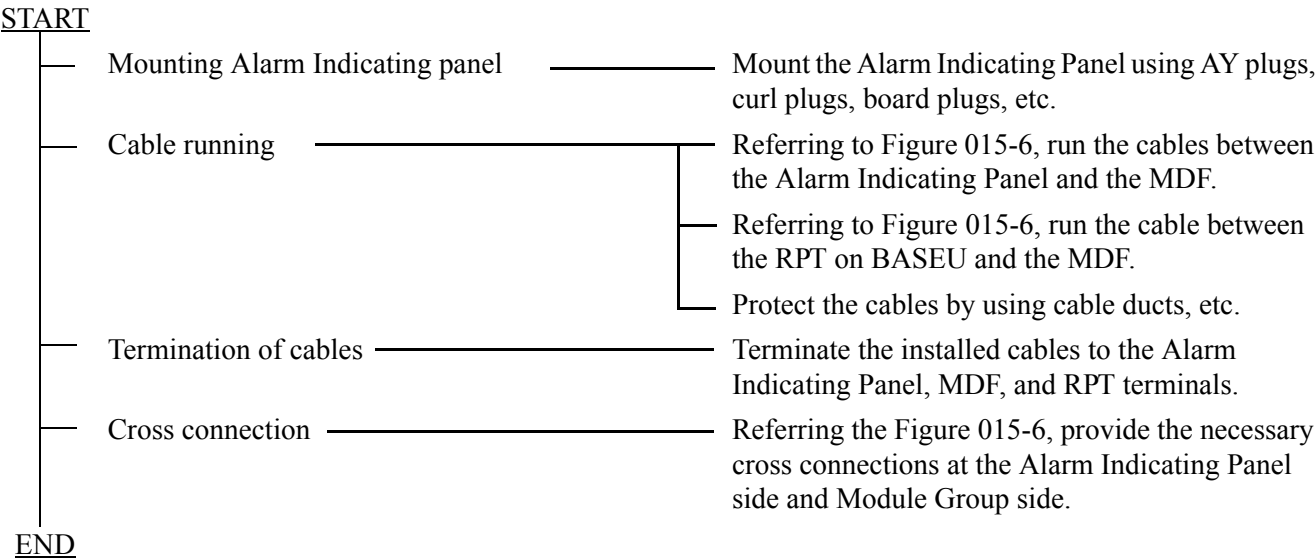 START
Mounting Alarm Indicating panel
Mount the Alarm Indicating Panel using AY plugs,
curl plugs, board plugs, etc.
Cable running
Referring to Figure 015-6, run the cables between
the Alarm Indicating Panel and the MDF.
Referring to Figure 015-6, run the cable between
the RPT on BASEU and the MDF.
Protect the cables by using cable ducts, etc.
Termination of cables
Terminate the installed cables to the Alarm
Indicating Panel, MDF, and RPT terminals.
Cross connection
Referring the Figure 015-6, provide the necessary
cross connections at the Alarm Indicating Panel
side and Module Group side.
END